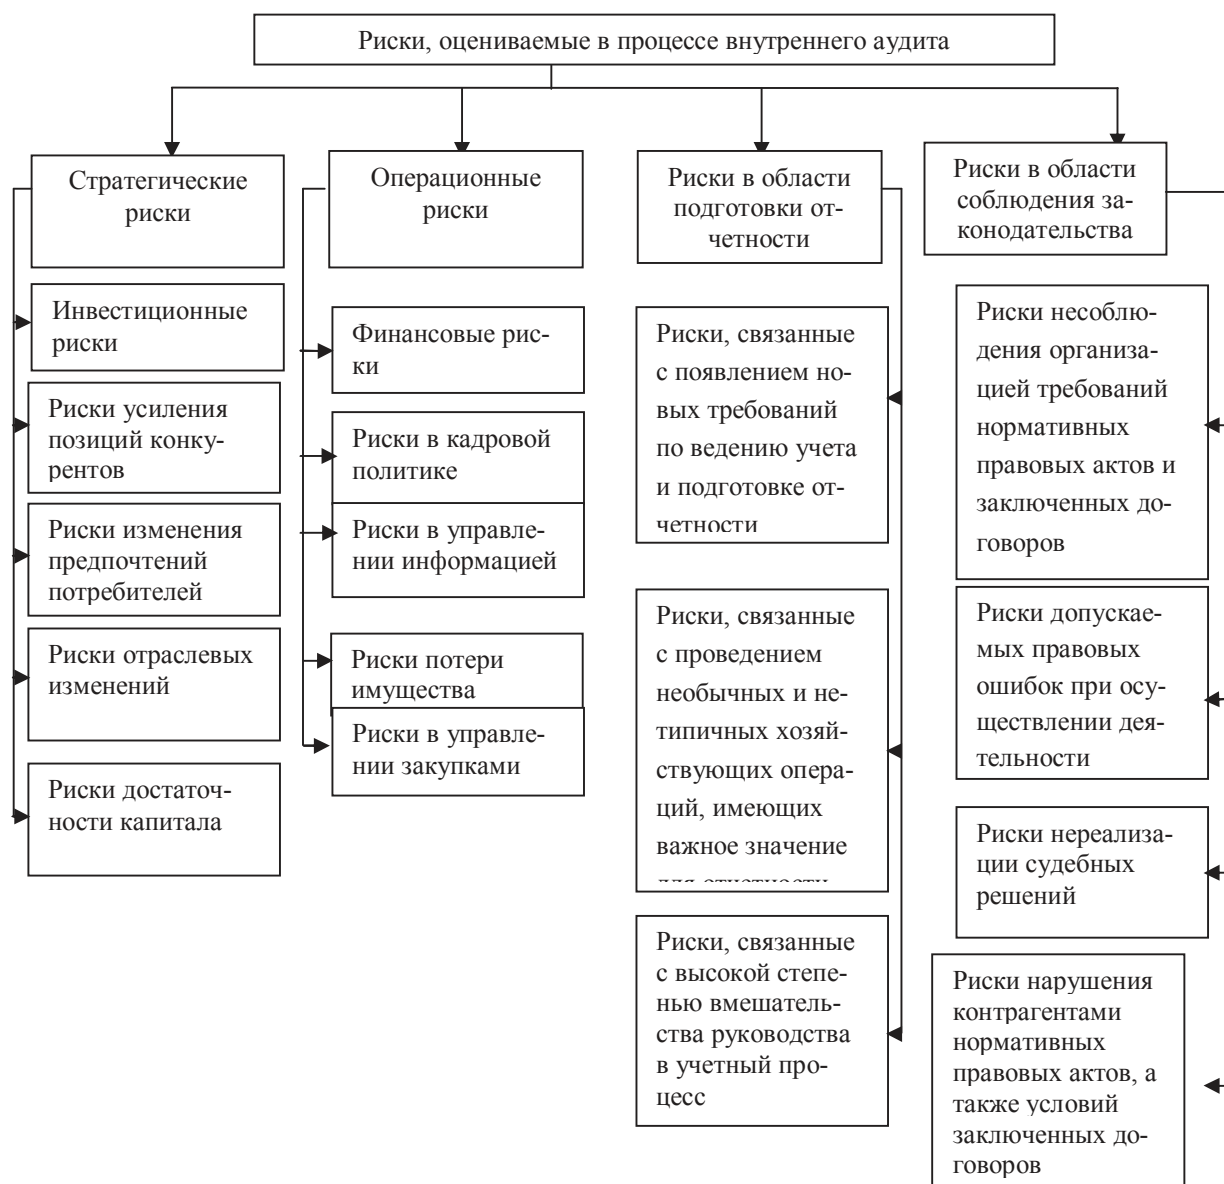 Риски, оцениваемые в процессе внутреннего аудита
Стратегические
риски
Инвестиционные
риски
Риски усиления
позиций конку-
рентов
Риски изменения
предпочтений
потребителей
Риски отраслевых
изменений
Риски достаточ-
ности капитала
Операционные
риски
Финансовые рис-
ки
Риски в кадровой
политике
Риски в управле-
нии информацией
Риски потери
имущества
Риски в управле-
нии закупками
Риски в области
подготовки от-
четности
Риски, связанные
с появлением но-
вых требований
по ведению учета
и подготовке от-
четности
Риски, связанные
с проведением
необычных и не-
типичных хозяй-
ствующих опера-
ций, имеющих
важное значение
для отчетности
Риски, связанные
с высокой степе-
нью вмешатель-
ства руководства
в учетный про-
цесс
Риски в области
соблюдения за-
конодательства
Риски несоблю-
дения организа-
цией требований
нормативных
правовых актов и
заключенных до-
говоров
Риски допускае-
мых правовых
ошибок при осу-
ществлении дея-
тельности
Риски нереализа-
ции судебных
решений
Риски нарушения
контрагентами
нормативных
правовых актов, а
также условий
заключенных до-
говоров